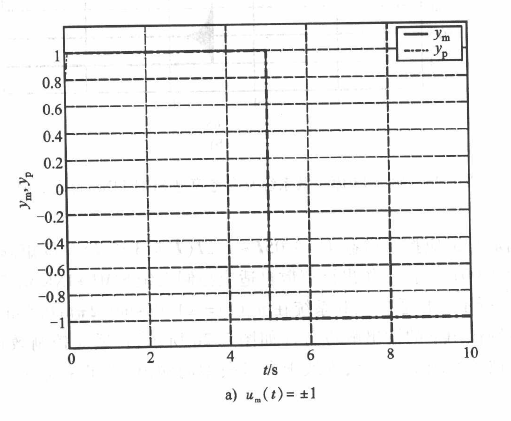 y_m
y_p
1
0.8
0.6
0.4
0.2
0
−0.2
−0.4
−0.6
−0.8
−1
y_m, y_p
0 2 4 6 8 10
t/s
a) u_m(t) = ±1